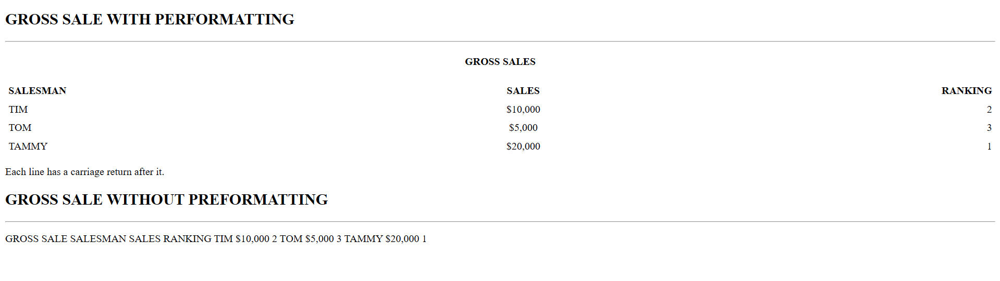 GROSS SALE WITH PERFORMATTING
GROSS SALES
SALESMAN SALES RANKING
TIM $10,000 2
TOM $5,000 3
TAMMY $20,000 1
Each line has a carriage return after it.
GROSS SALE WITHOUT PREFORMATTING
GROSS SALE SALESMAN SALES RANKING TIM $10,000 2 TOM $5,000 3 TAMMY $20,000 1